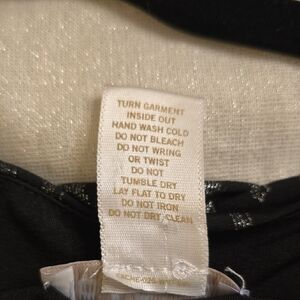 TURN GARMENT
INSIDE OUT
HAND WASH COLD
DO NOT BLEACH
DO NOT WRING
OR TWIST
DO NOT
TUMBLE DRY
LAY FLAT TO DRY
DO NOT IRON
DO NOT DRY CLEAN